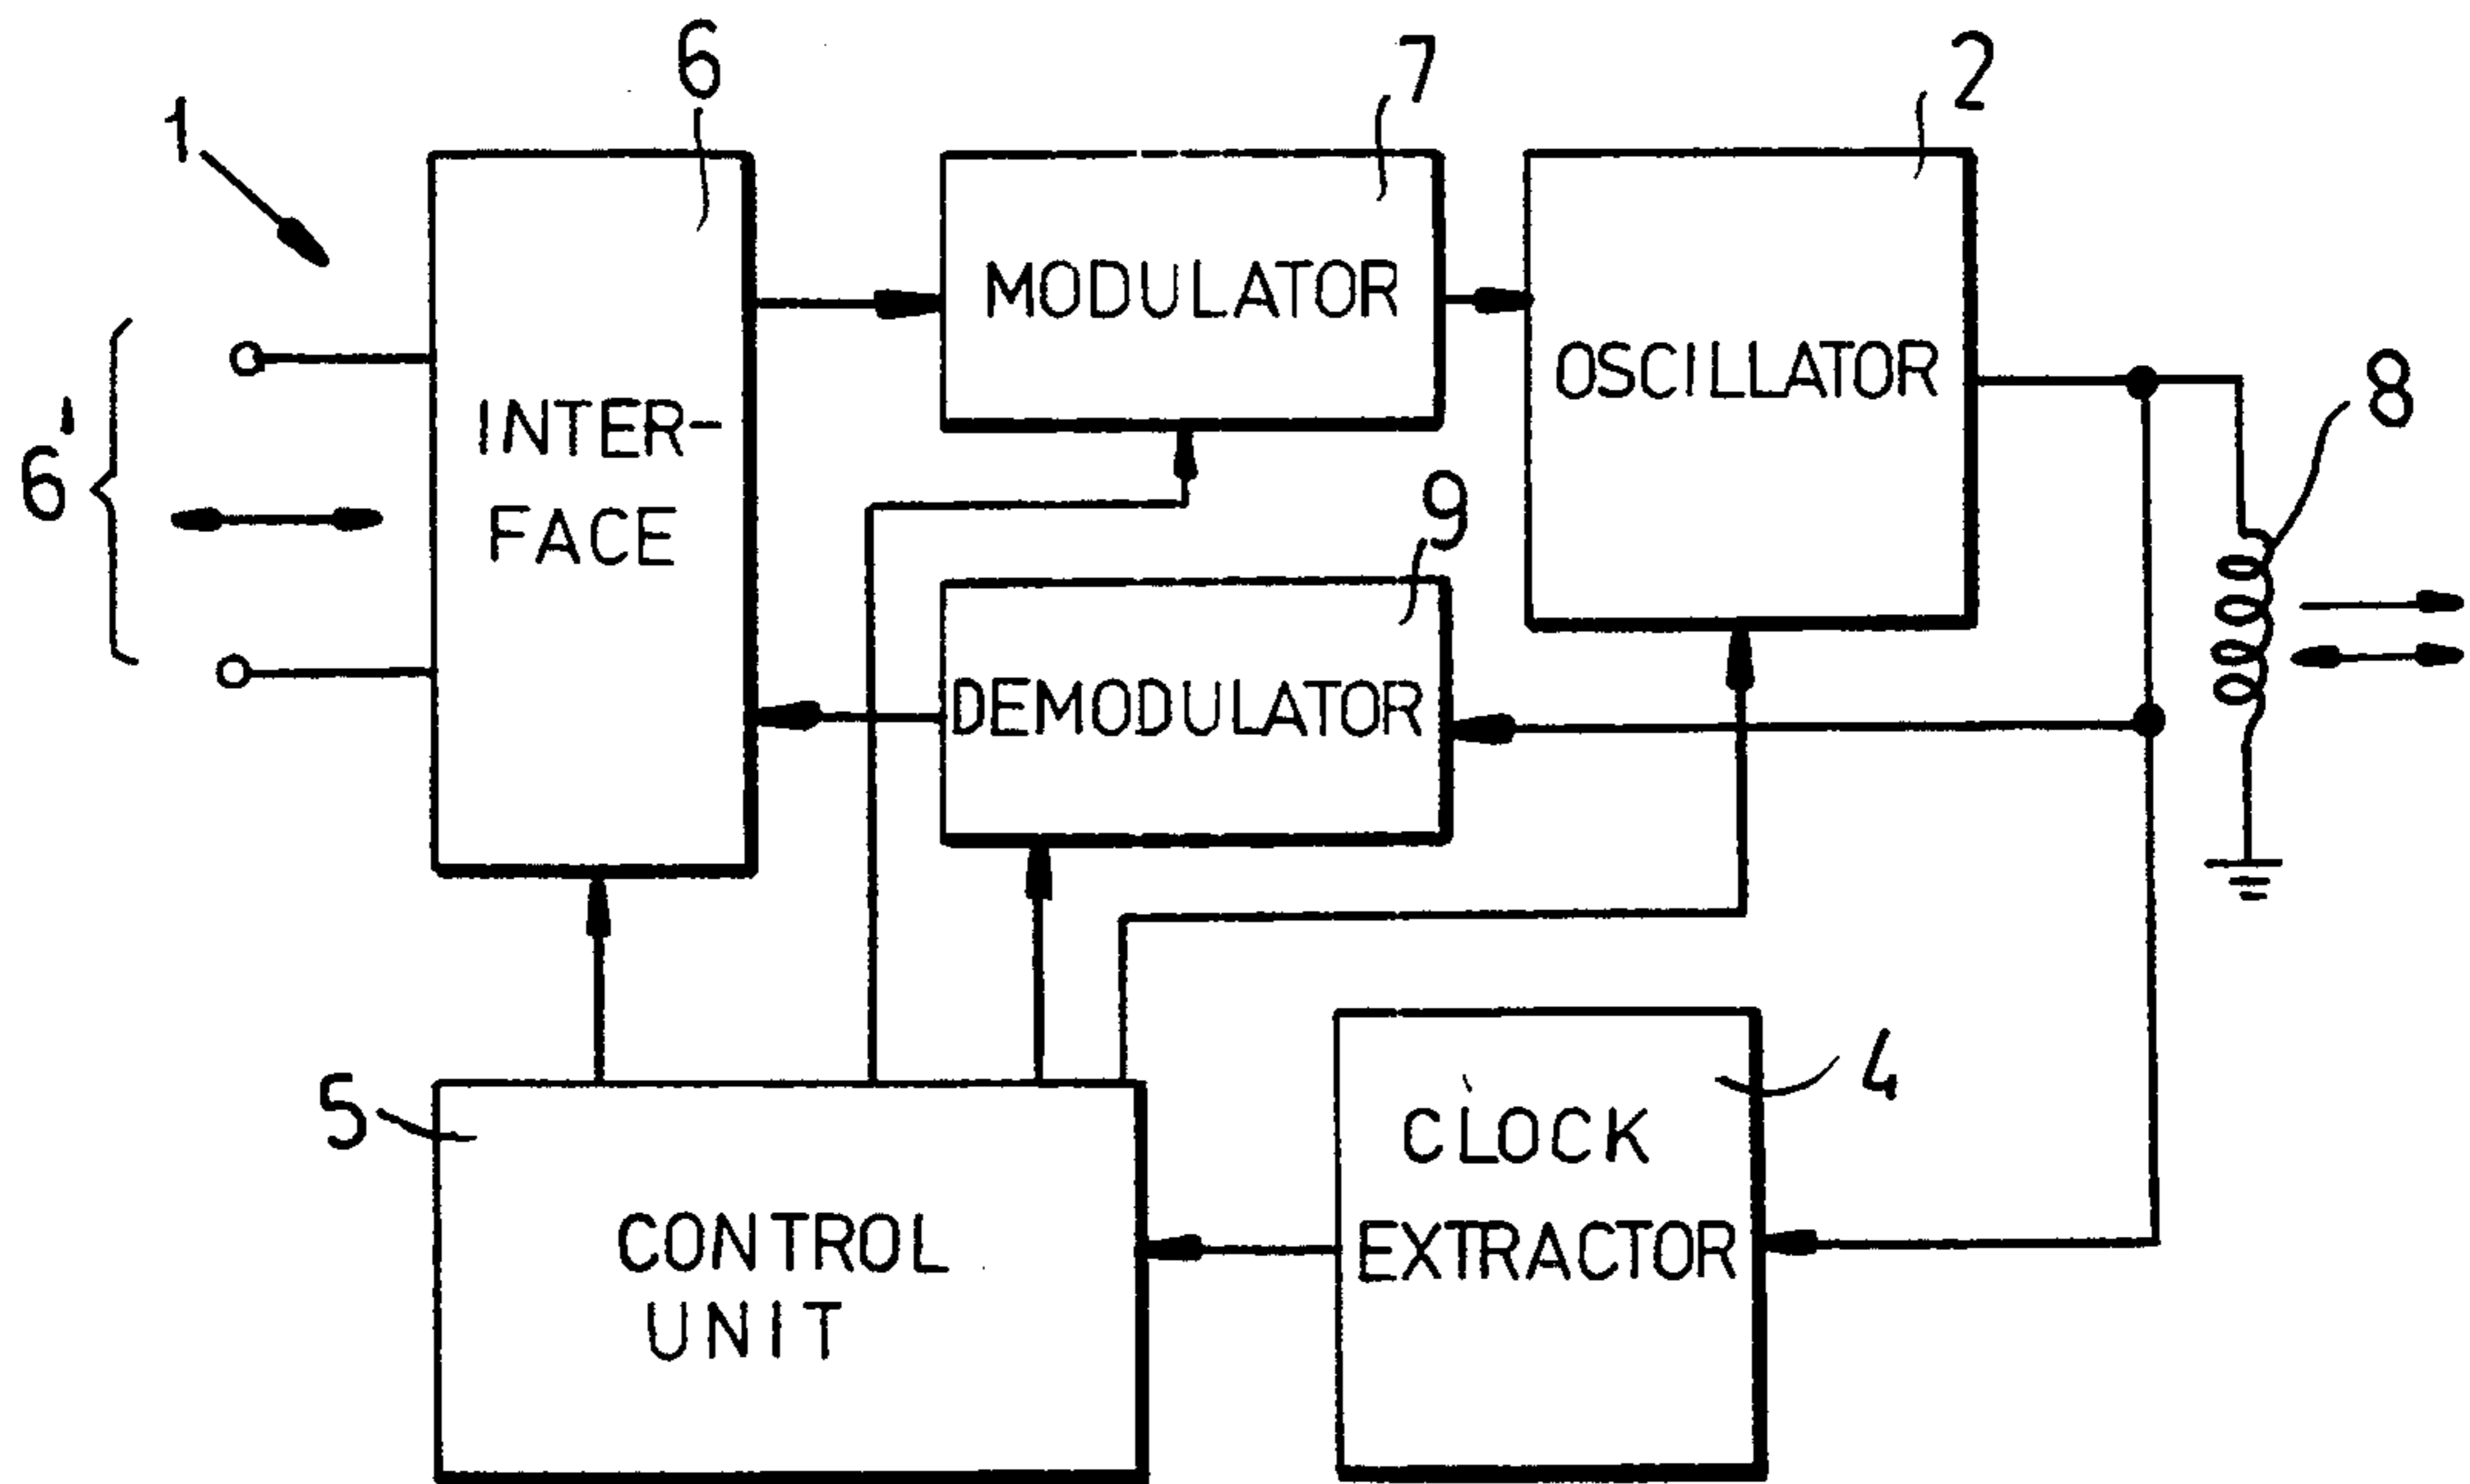 1
6
7
2
6'
INTER-
FACE
MODULATOR
OSCILLATOR
8
9
DEMODULATOR
5
CONTROL
UNIT
4
CLOCK
EXTRACTOR